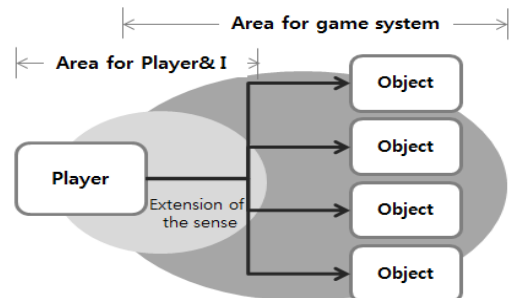 Area for game system
Area for Player& I
Object
Object
Player
Extension of
the sense
Object
Object